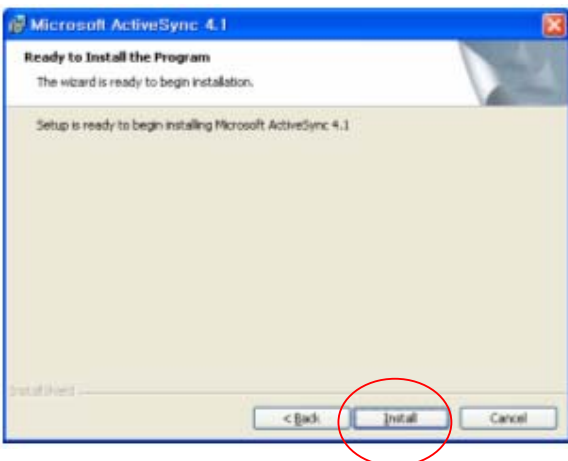 Microsoft ActiveSync 4.1
Ready to Install the Program
The wizard is ready to begin installation.
Setup is ready to begin installing Microsoft ActiveSync 4.1
InstallShield
< Back
Install
Cancel